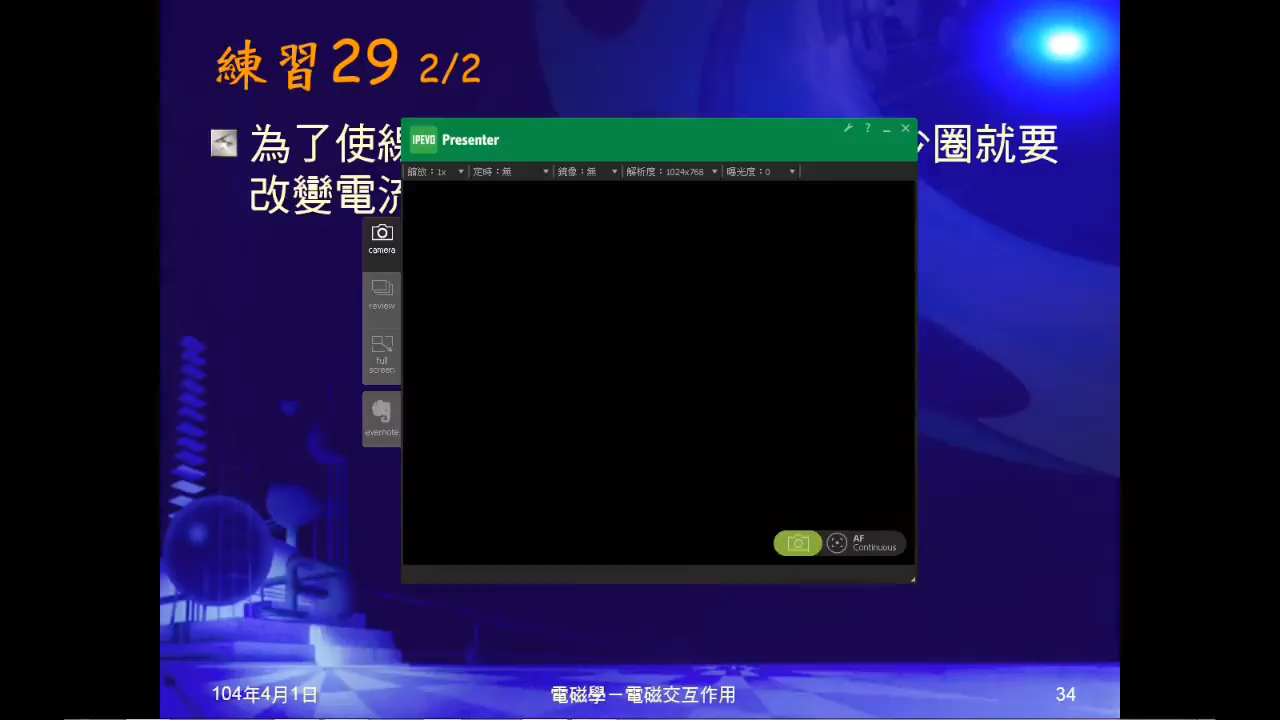 練習29 2/2
為了使線
圈就要
改變電流
IPEVO Presenter
縮放：1x 定時：無 鏡像：無 解析度：1024x768 曝光度：0
camera
review
full
screen
evernote
AF
Continuous
104年4月1日 電磁學－電磁交互作用 34